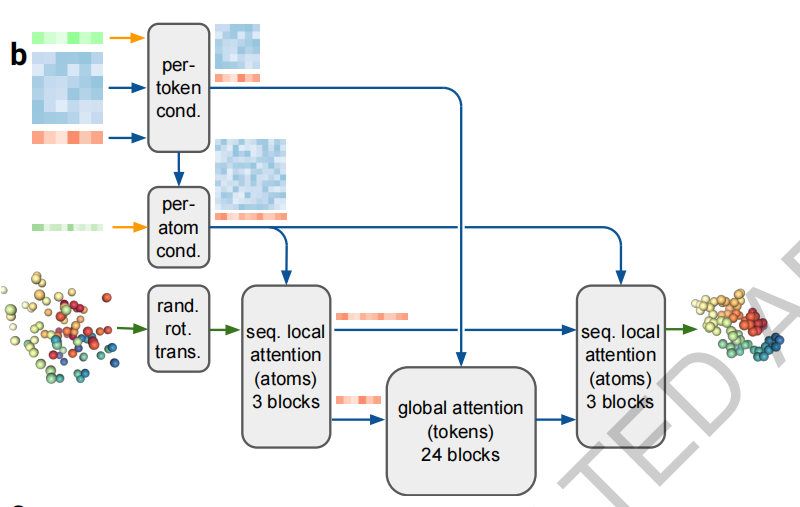 b
per-
token
cond.
per-
atom
cond.
rand.
rot.
trans.
seq. local
attention
(atoms)
3 blocks
global attention
(tokens)
24 blocks
seq. local
attention
(atoms)
3 blocks
TED A